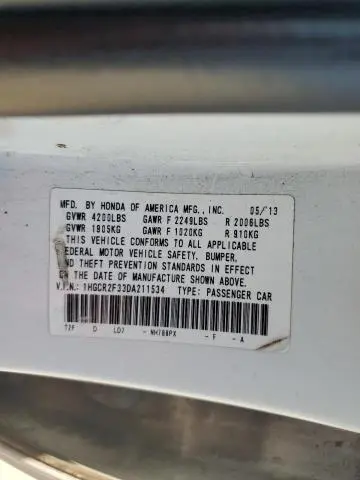 MFD. BY HONDA OF AMERICA MFG., INC. 05/13
GVWR 4200LBS GAWR F 2249LBS R 2006LBS
GVWR 1905KG GAWR F 1020KG R 910KG
THIS VEHICLE CONFORMS TO ALL APPLICABLE
FEDERAL MOTOR VEHICLE SAFETY, BUMPER,
AND THEFT PREVENTION STANDARDS IN EFFECT
ON THE DATE OF MANUFACTURE SHOWN ABOVE.
V.I.N.: 1HGCR2F33DA211534 TYPE: PASSENGER CAR
T2F D LD7 - NH788PX - F - A